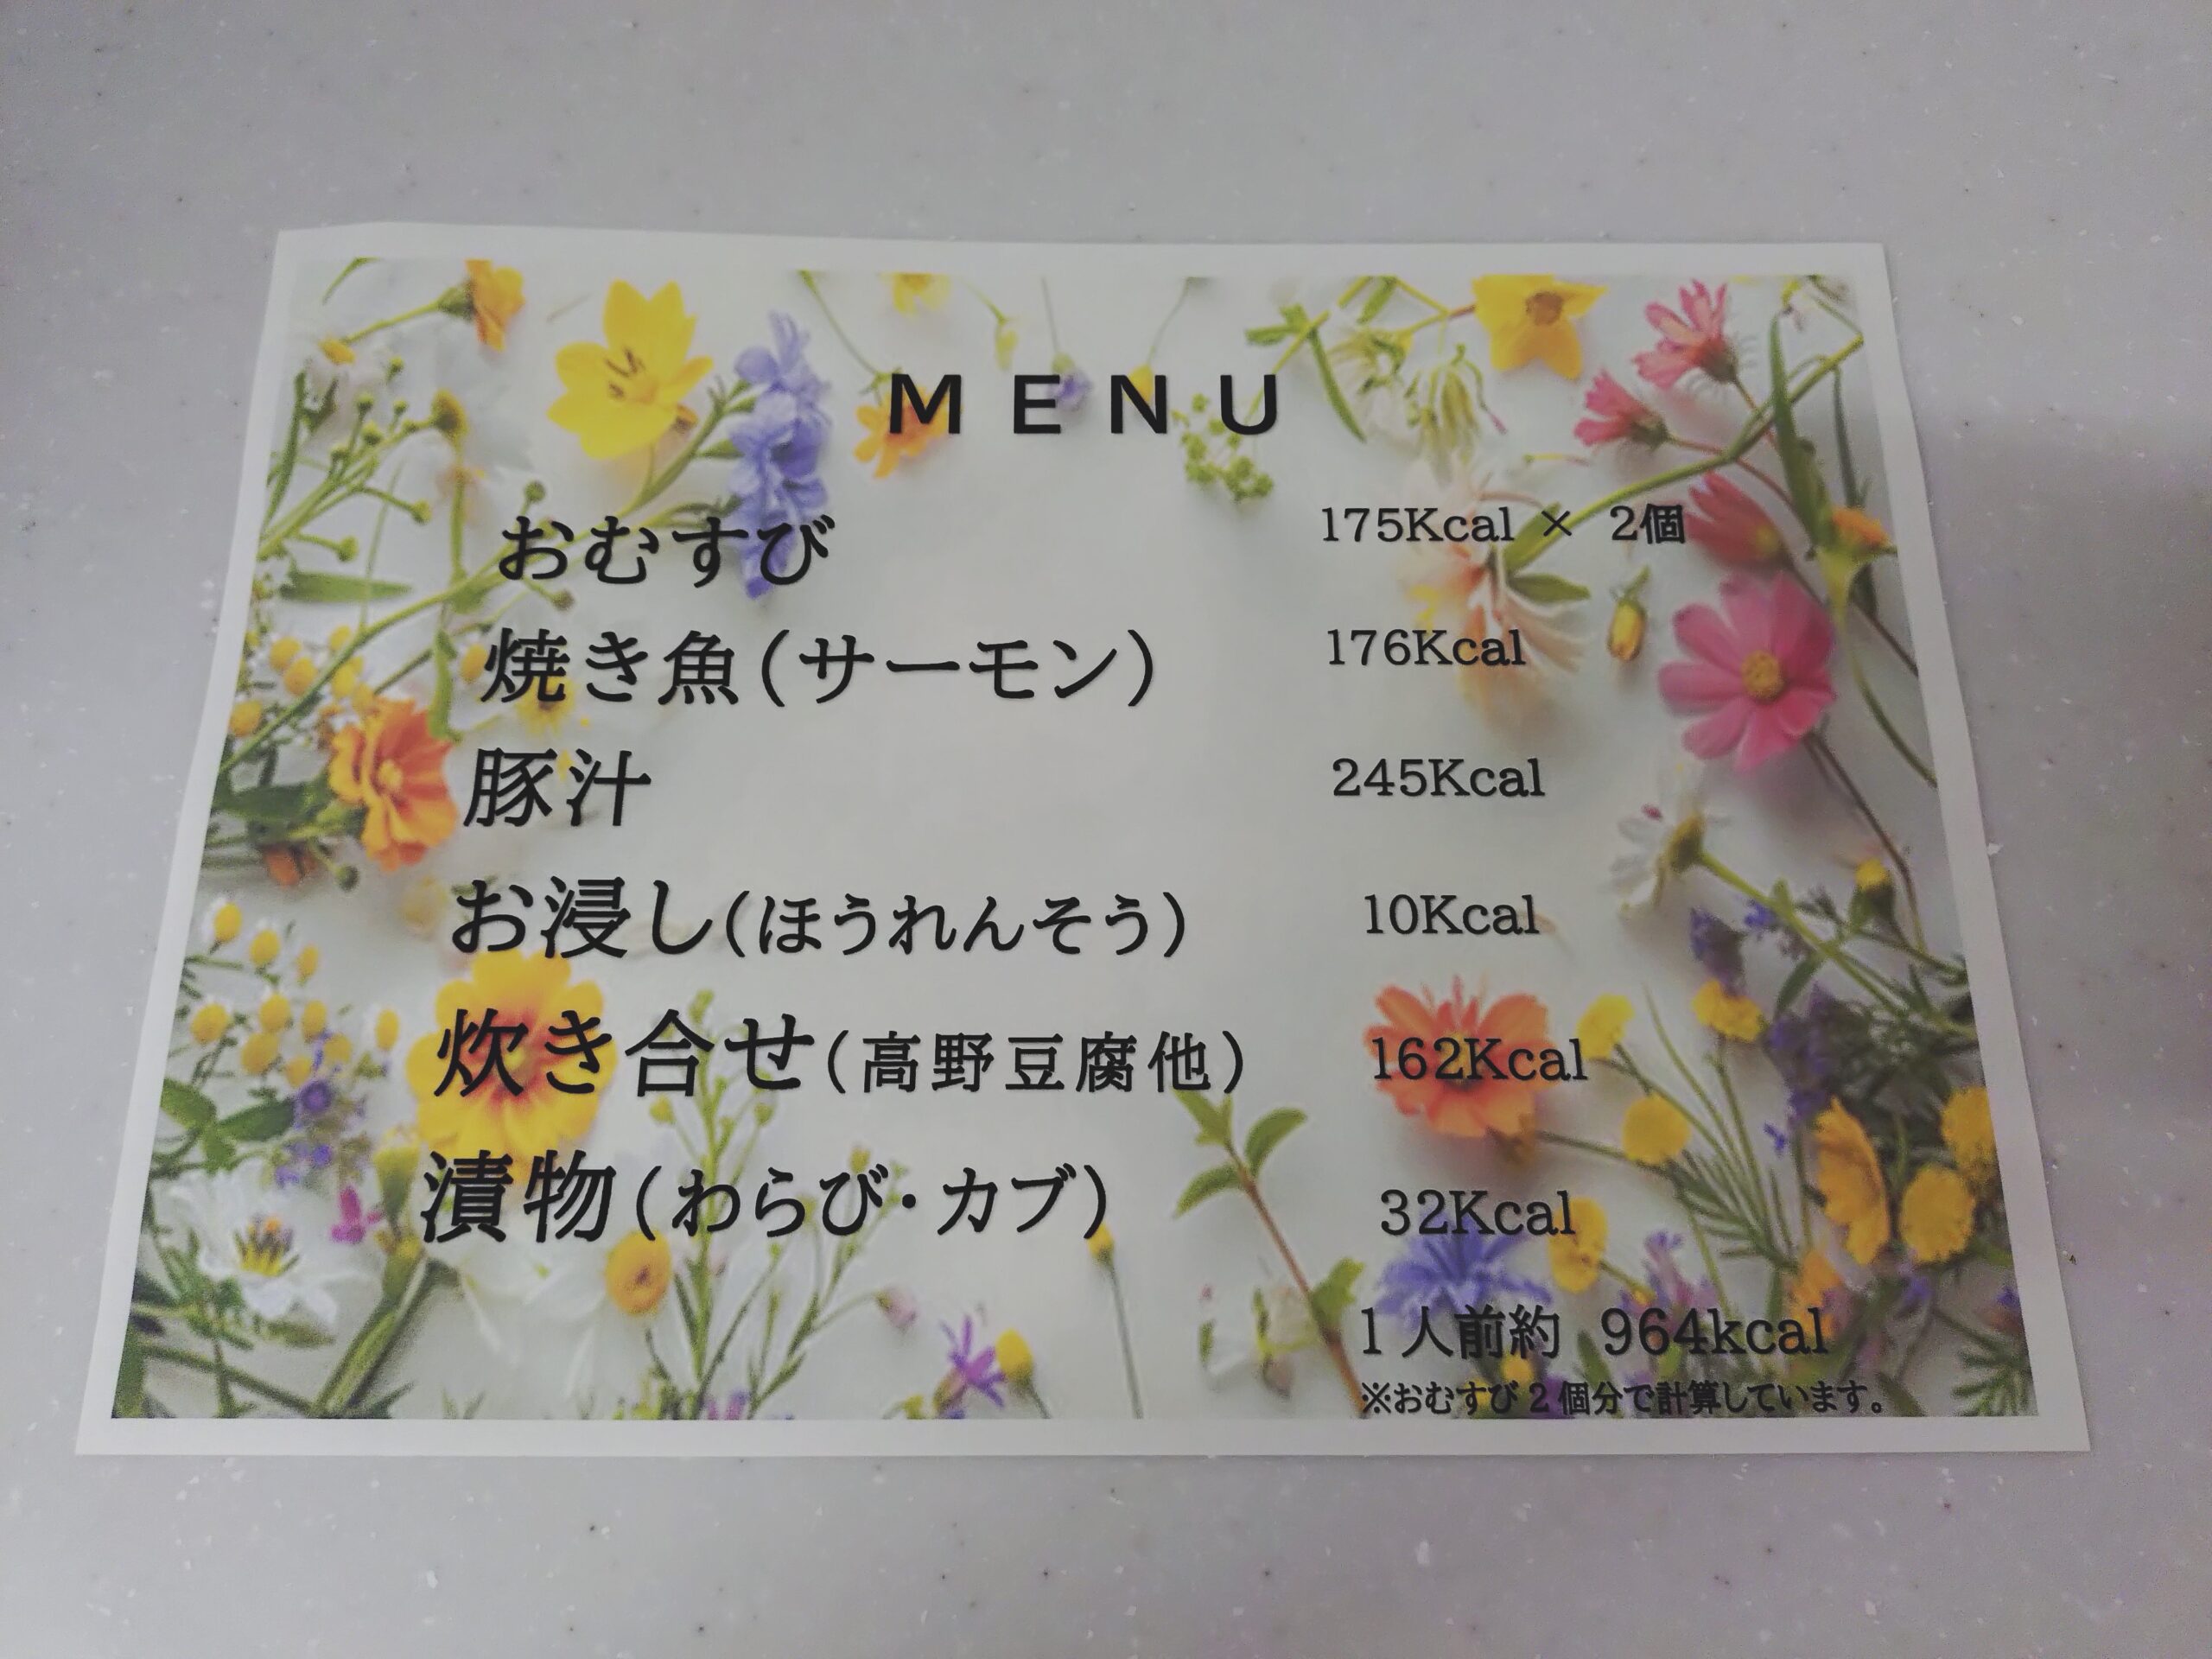 MENU
おむすび 175Kcal × 2個
焼き魚(サーモン) 176Kcal
豚汁 245Kcal
お浸し(ほうれんそう) 10Kcal
炊き合せ(高野豆腐他) 162Kcal
漬物(わらび・カブ) 32Kcal
1人前約 964kcal
※おむすび2個分で計算しています。